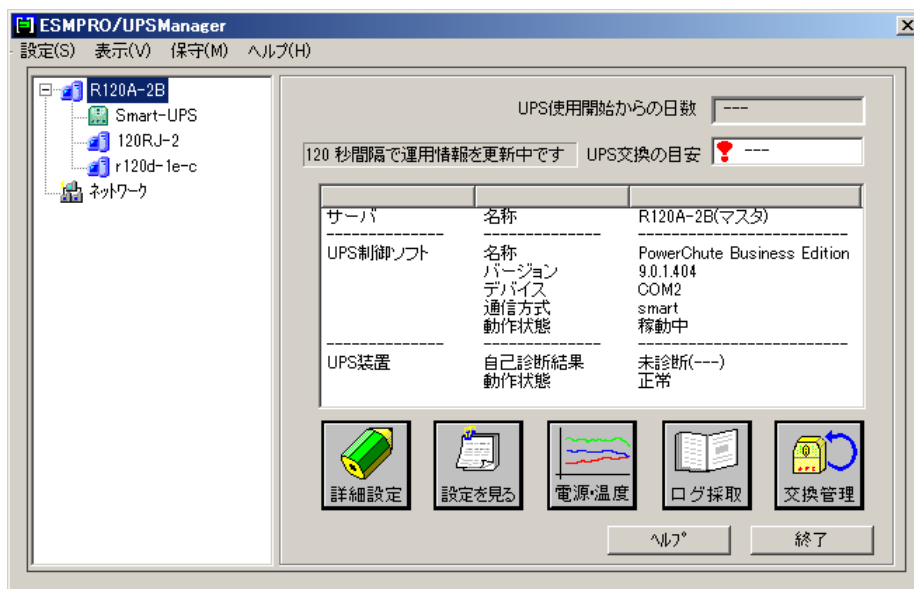 ESMPRO/UPSManager
設定(S) 表示(V) 保守(M) ヘルプ(H)
R120A-2B
Smart-UPS
120RJ-2
r120d-1e-c
ネットワーク
UPS使用開始からの日数 ---
120 秒間隔で運用情報を更新中です UPS交換の目安 ---
サーバ 名称 R120A-2B(マスタ)
-------------- -------------- -------------------------
UPS制御ソフト 名称 PowerChute Business Edition
バージョン 9.0.1.404
デバイス COM2
通信方式 smart
動作状態 稼動中
-------------- -------------- -------------------------
UPS装置 自己診断結果 未診断(---)
動作状態 正常
詳細設定 設定を見る 電源・温度 ログ採取 交換管理
ヘルプ 終了